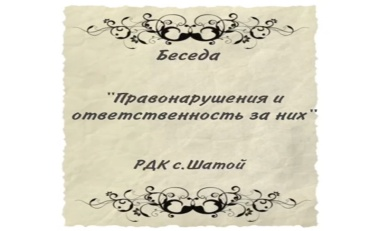 Беседа
"Правонарушения и
ответственность за них"
РДК с.Шатой